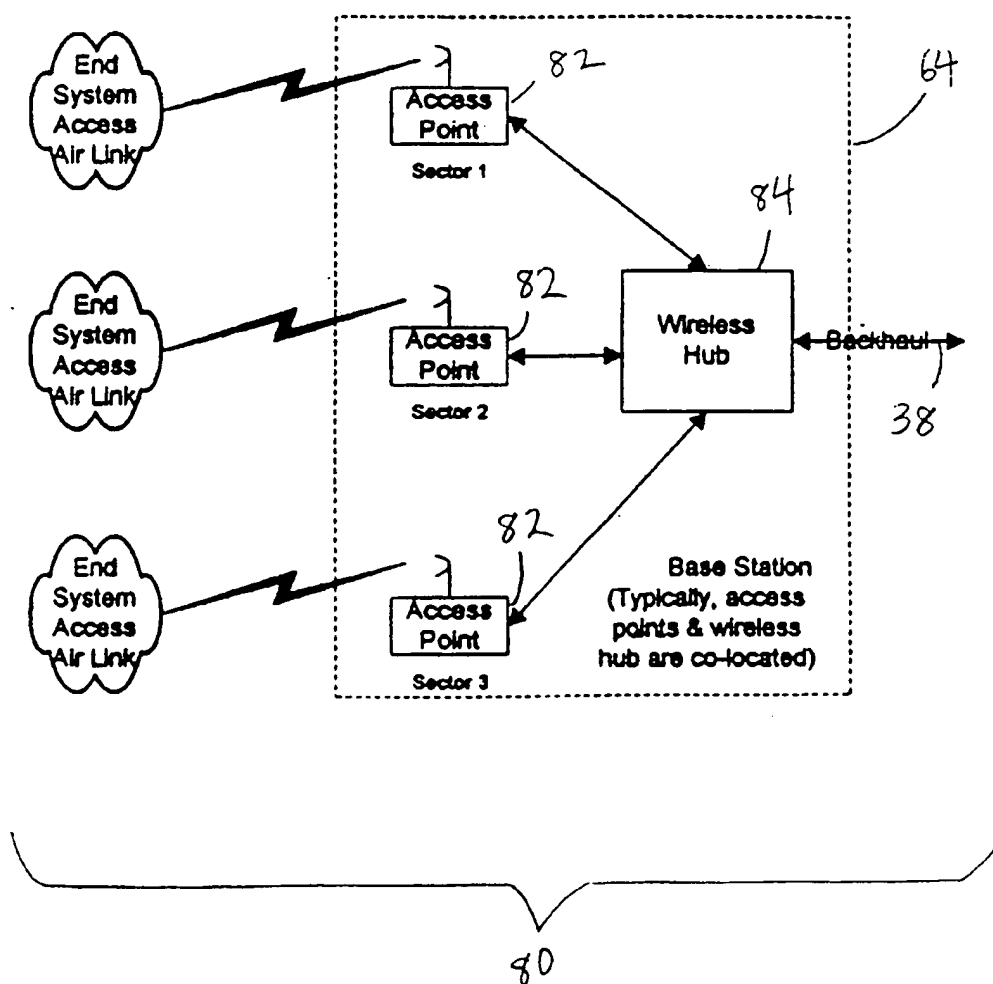 End
System
Access
Air Link
Access
Point
Sector 1
82
64
End
System
Access
Air Link
Access
Point
Sector 2
82
Wireless
Hub
84
Backhaul
38
End
System
Access
Air Link
Access
Point
Sector 3
82
Base Station
(Typically, access
points & wireless
hub are co-located)
80